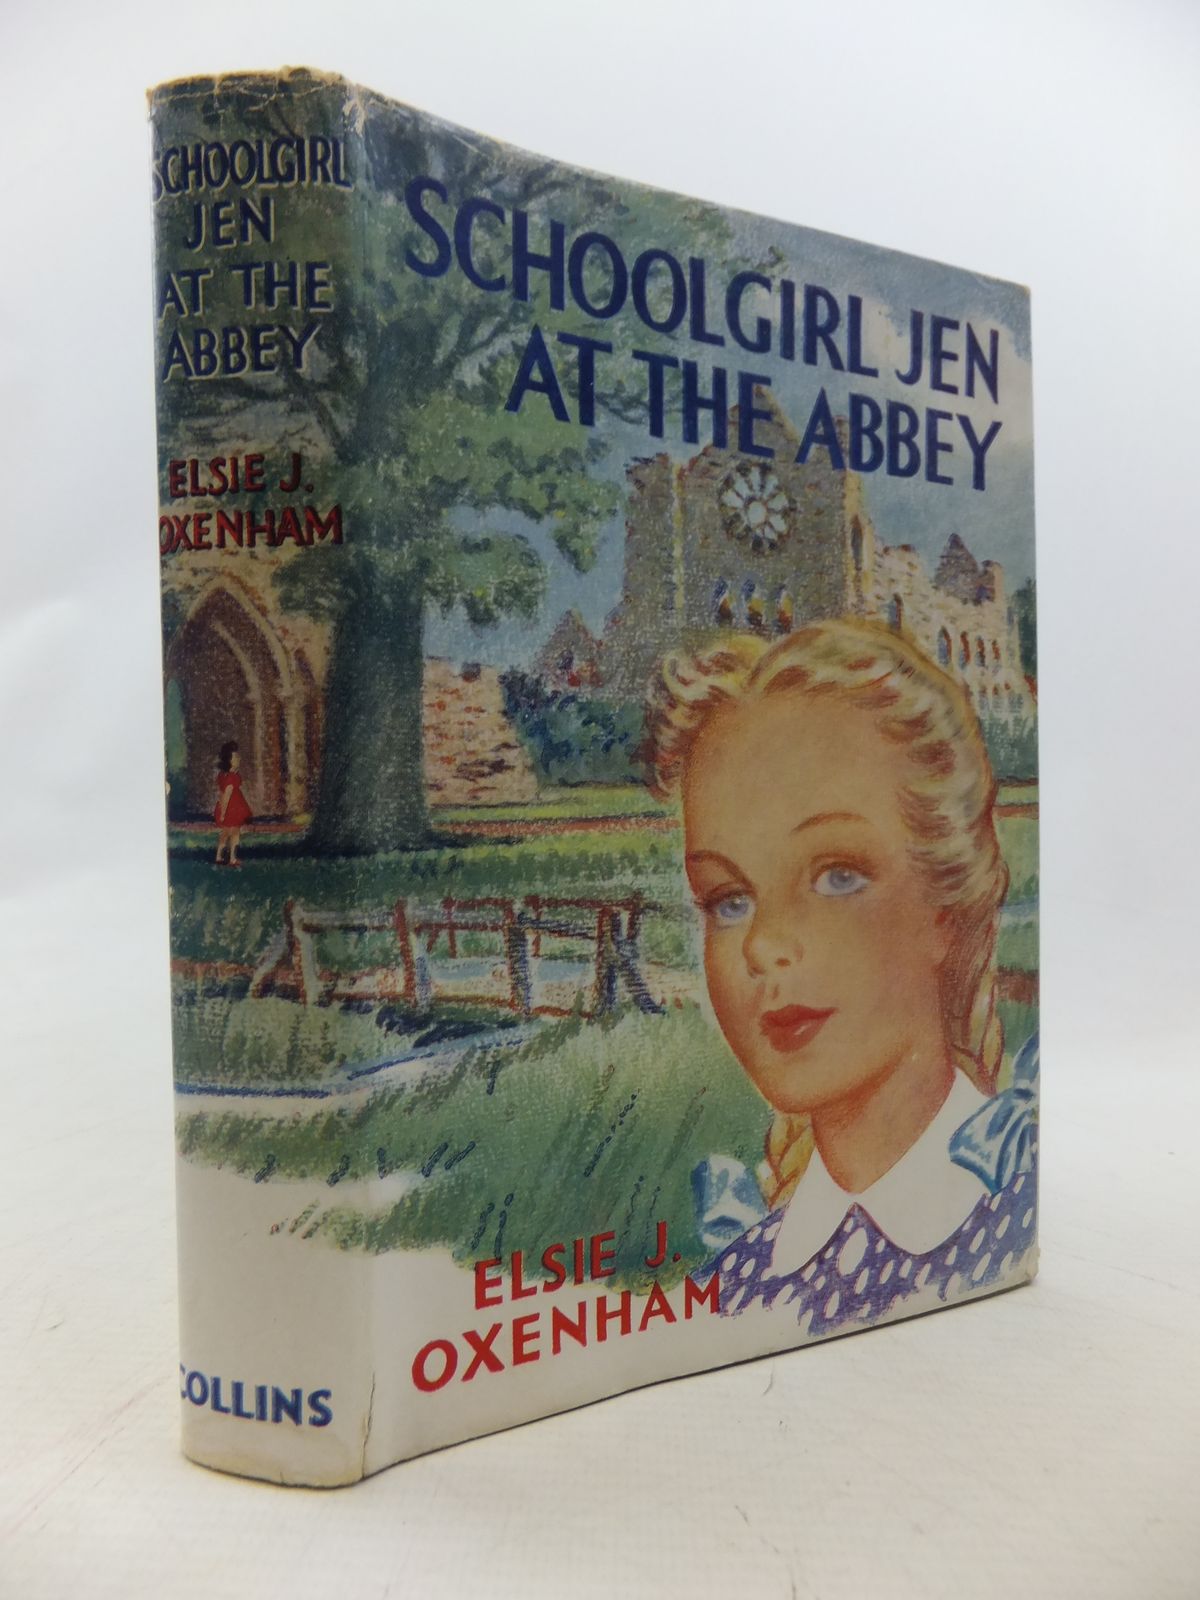 SCHOOLGIRL
JEN
AT THE
ABBEY
ELSIE J.
OXENHAM
COLLINS
SCHOOLGIRL JEN
AT THE ABBEY
ELSIE J.
OXENHAM